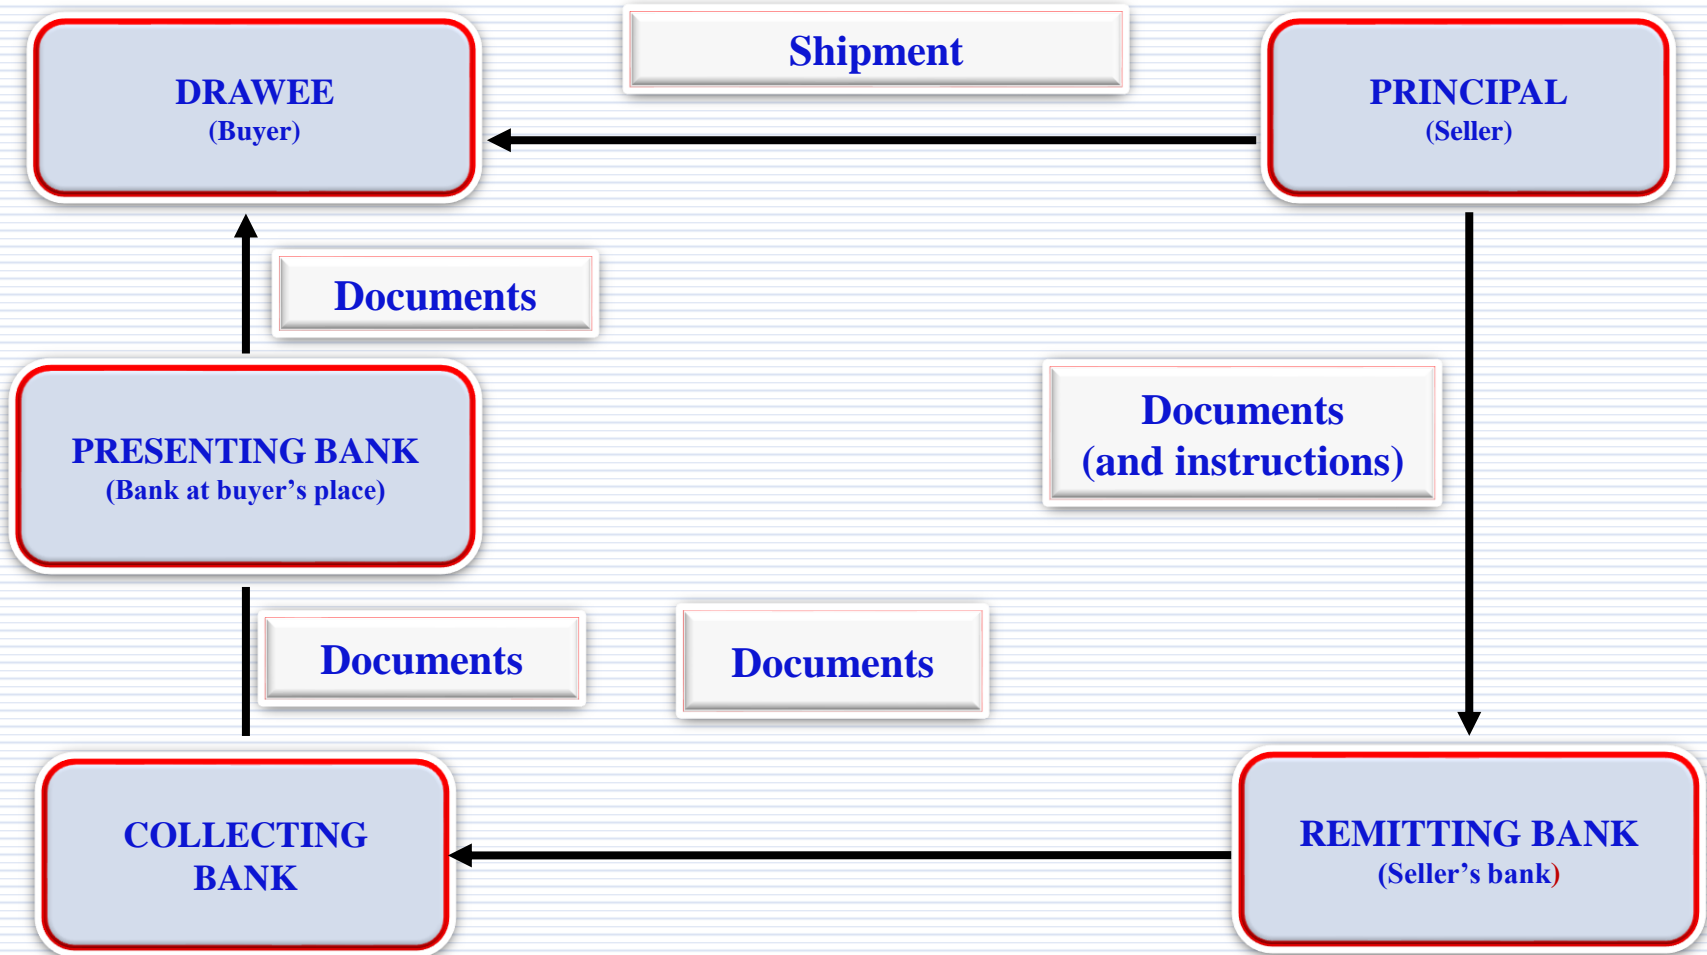 Shipment
DRAWEE
(Buyer)
PRINCIPAL
(Seller)
Documents
Documents
(and instructions)
PRESENTING BANK
(Bank at buyer’s place)
Documents
Documents
COLLECTING
BANK
REMITTING BANK
(Seller’s bank)